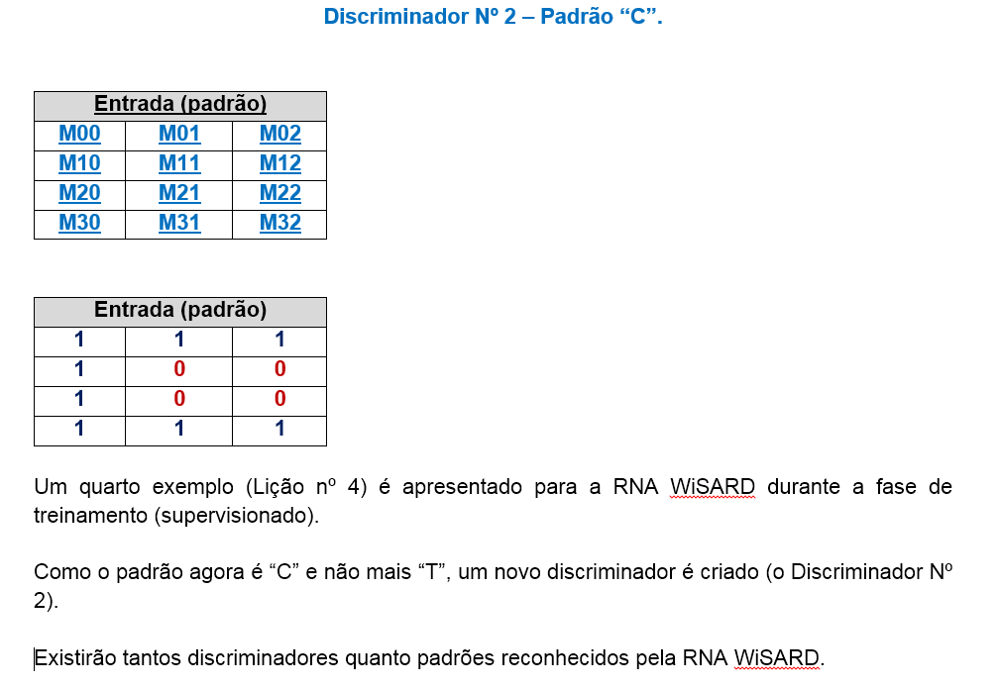 Discriminador Nº 2 – Padrão “C”.
Entrada (padrão)
M00 M01 M02
M10 M11 M12
M20 M21 M22
M30 M31 M32
Entrada (padrão)
1 1 1
1 0 0
1 0 0
1 1 1
Um quarto exemplo (Lição nº 4) é apresentado para a RNA WiSARD durante a fase de
treinamento (supervisionado).
Como o padrão agora é “C” e não mais “T”, um novo discriminador é criado (o Discriminador Nº
2).
Existirão tantos discriminadores quanto padrões reconhecidos pela RNA WiSARD.